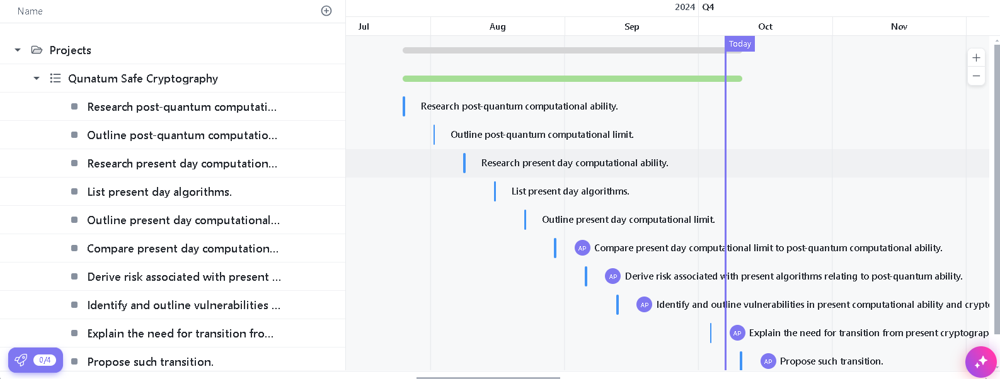 Name
2024 Q4
Jul Aug Sep Oct Nov
Today
Projects
Qunatum Safe Cryptography
Research post-quantum computati... Research post-quantum computational ability.
Outline post-quantum computatio... Outline post-quantum computational limit.
Research present day computation... Research present day computational ability.
List present day algorithms. List present day algorithms.
Outline present day computational... Outline present day computational limit.
Compare present day computation... AP Compare present day computational limit to post-quantum computational ability.
Derive risk associated with present ... AP Derive risk associated with present algorithms relating to post-quantum ability.
Identify and outline vulnerabilities ... AP Identify and outline vulnerabilities in present computational ability and crypto
Explain the need for transition fro... AP Explain the need for transition from present cryptograp
0/4 Propose such transition. AP Propose such transition.